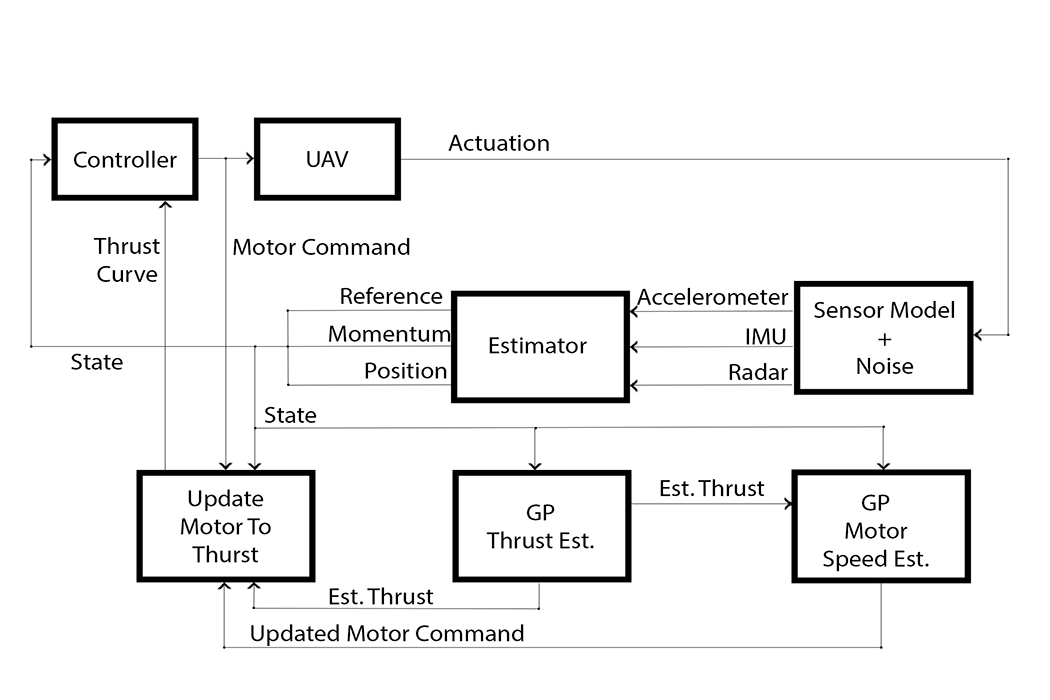 Controller
UAV
Actuation
Thrust
Curve
Motor Command
Reference
Momentum
Position
Estimator
Accelerometer
IMU
Radar
Sensor Model
+
Noise
State
State
Update
Motor To
Thurst
GP
Thrust Est.
Est. Thrust
GP
Motor
Speed Est.
Est. Thrust
Updated Motor Command